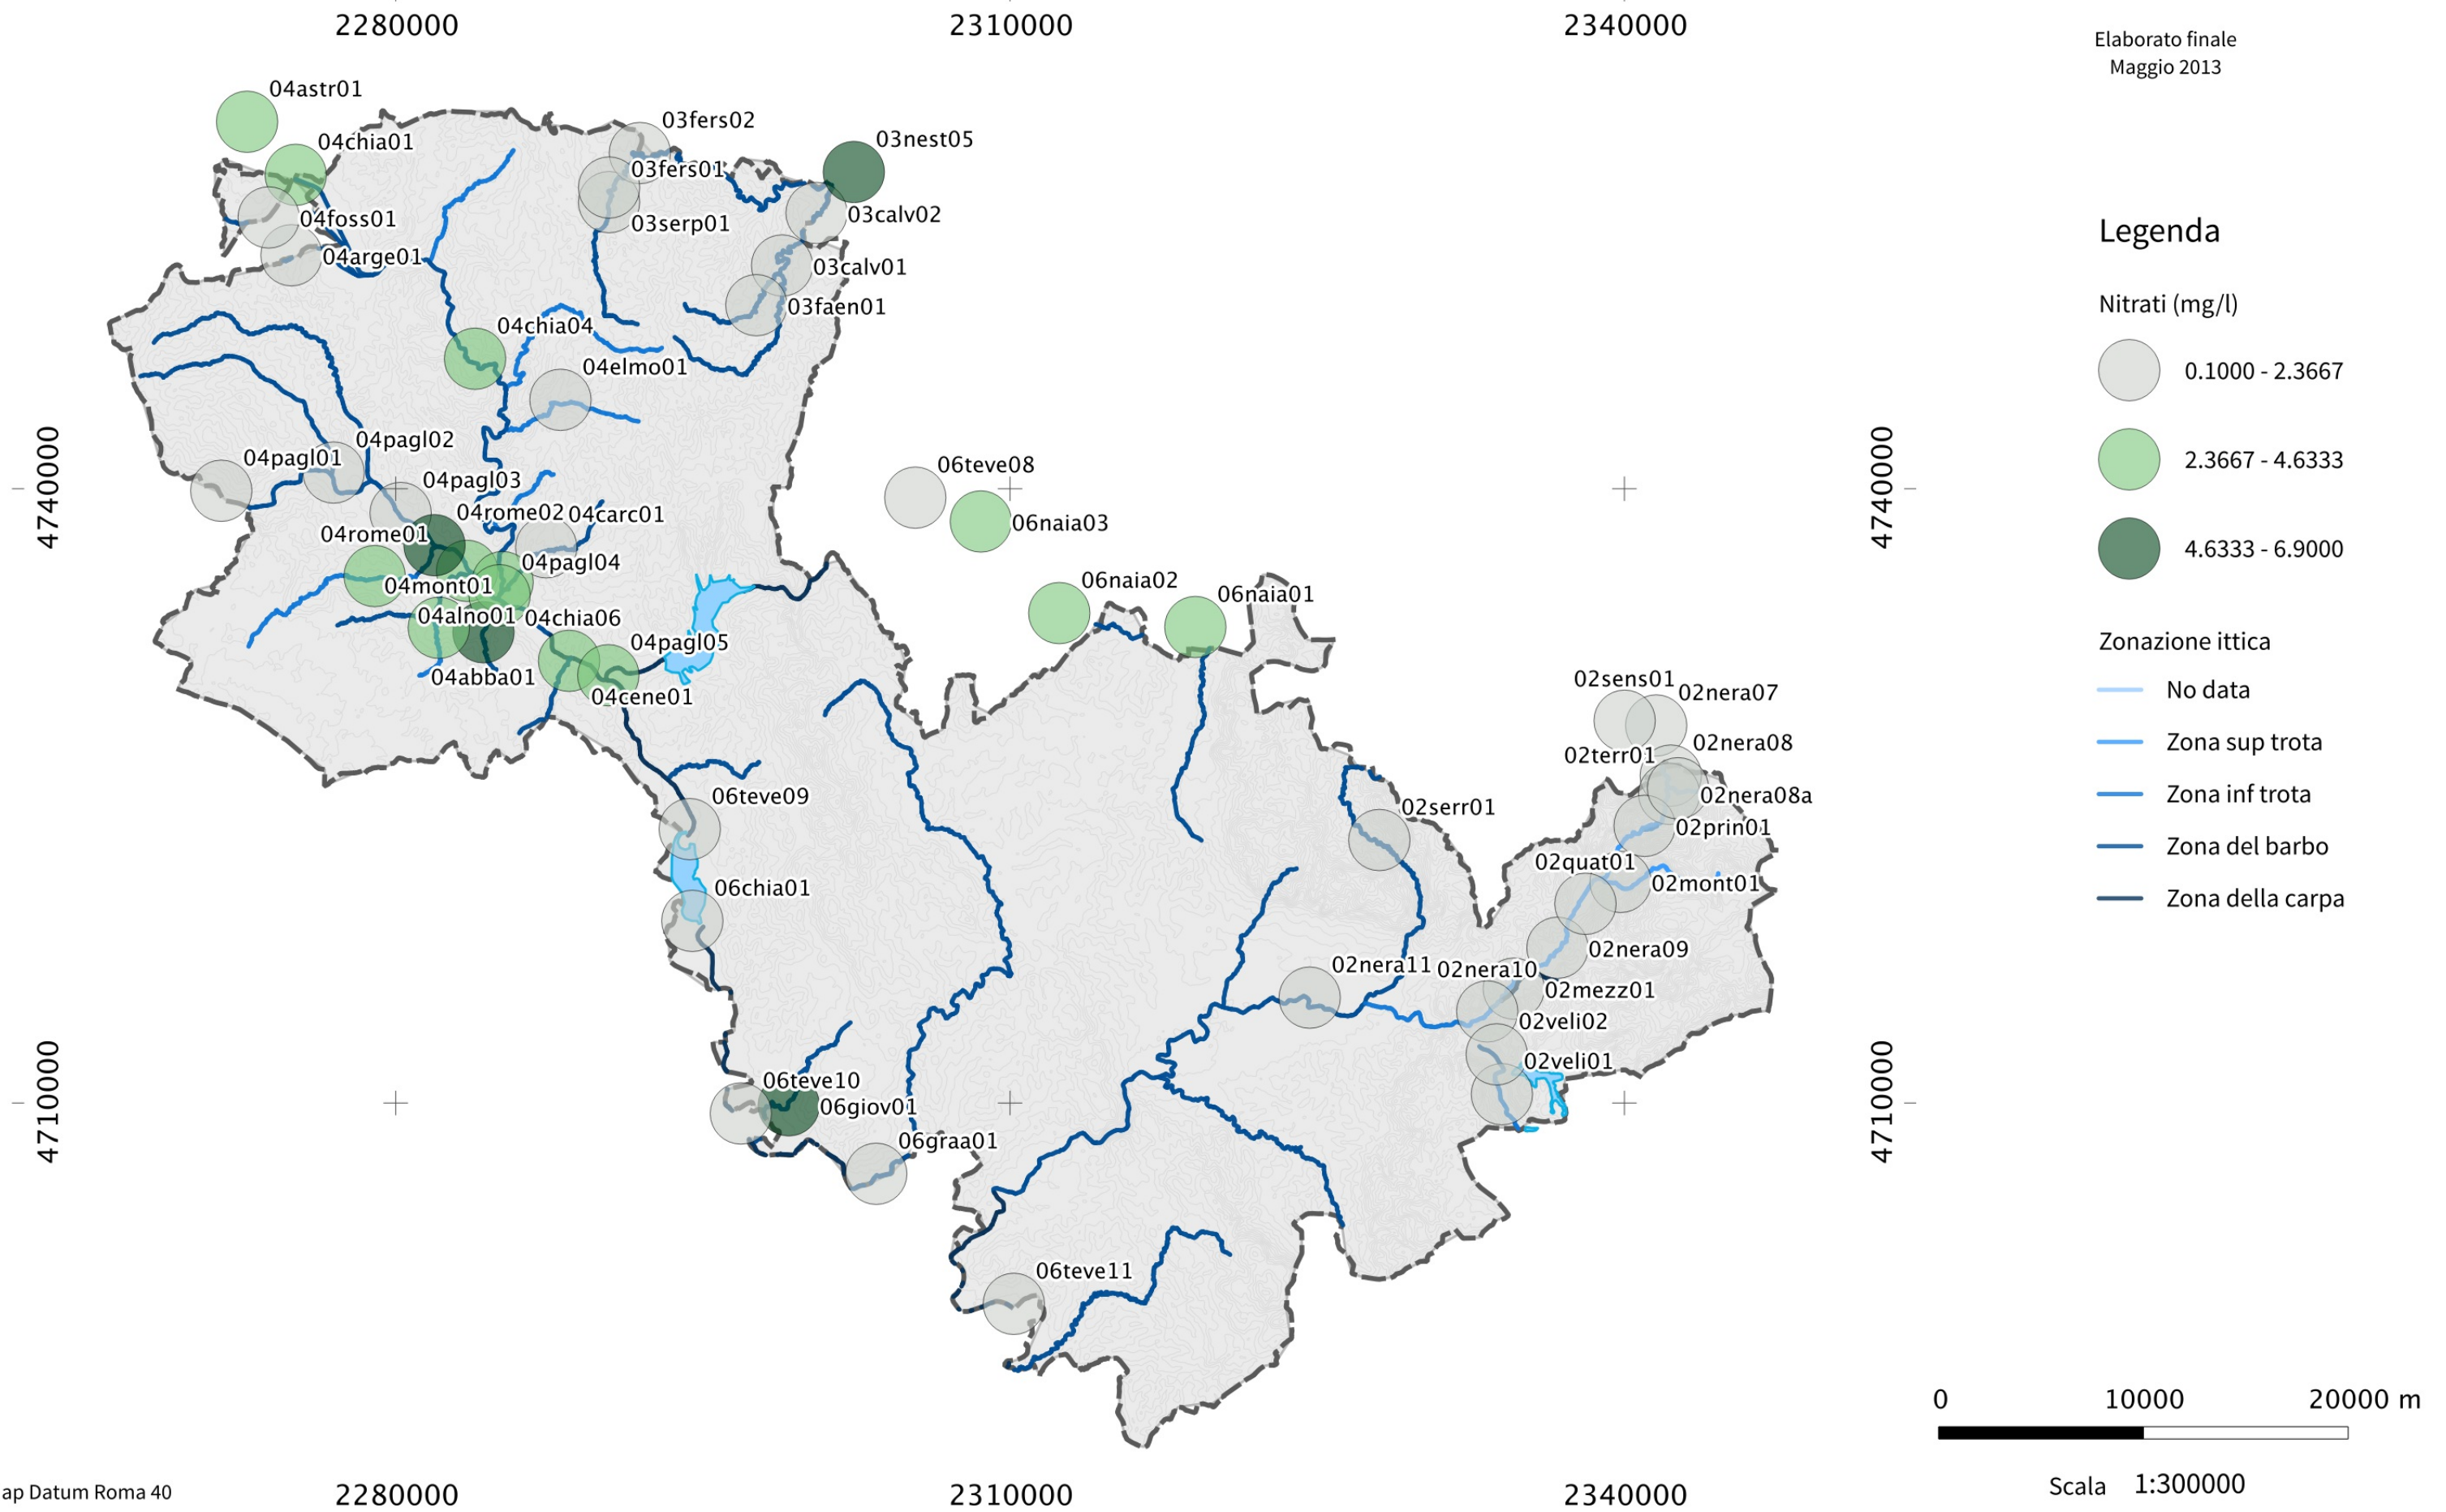 2280000
2310000
2340000
Elaborato finale
Maggio 2013
04astr01
03fers02
04chia01
03nest05
03fers01
04foss01
03calv02
03serp01
04arge01
03calv01
03faen01
04chia04
04elmo01
04pagl02
04pagl01
04pagl03
06teve08
04rome02
04carc01
06naia03
04rome01
04pagl04
04mont01
06naia02
06naia01
04alno01
04chia06
04pagl05
04abba01
04cene01
02sens01
02nera07
02nera08
02terr01
06teve09
02nera08a
02serr01
02prin01
02quat01
06chia01
02mont01
02nera09
02nera11
02nera10
02mezz01
02veli02
02veli01
06teve10
06giov01
06graa01
06teve11
4740000
4740000
4710000
4710000
Legenda
Nitrati (mg/l)
0.1000 - 2.3667
2.3667 - 4.6333
4.6333 - 6.9000
Zonazione ittica
No data
Zona sup trota
Zona inf trota
Zona del barbo
Zona della carpa
0 10000 20000 m
Scala 1:300000
ap Datum Roma 40
2280000
2310000
2340000